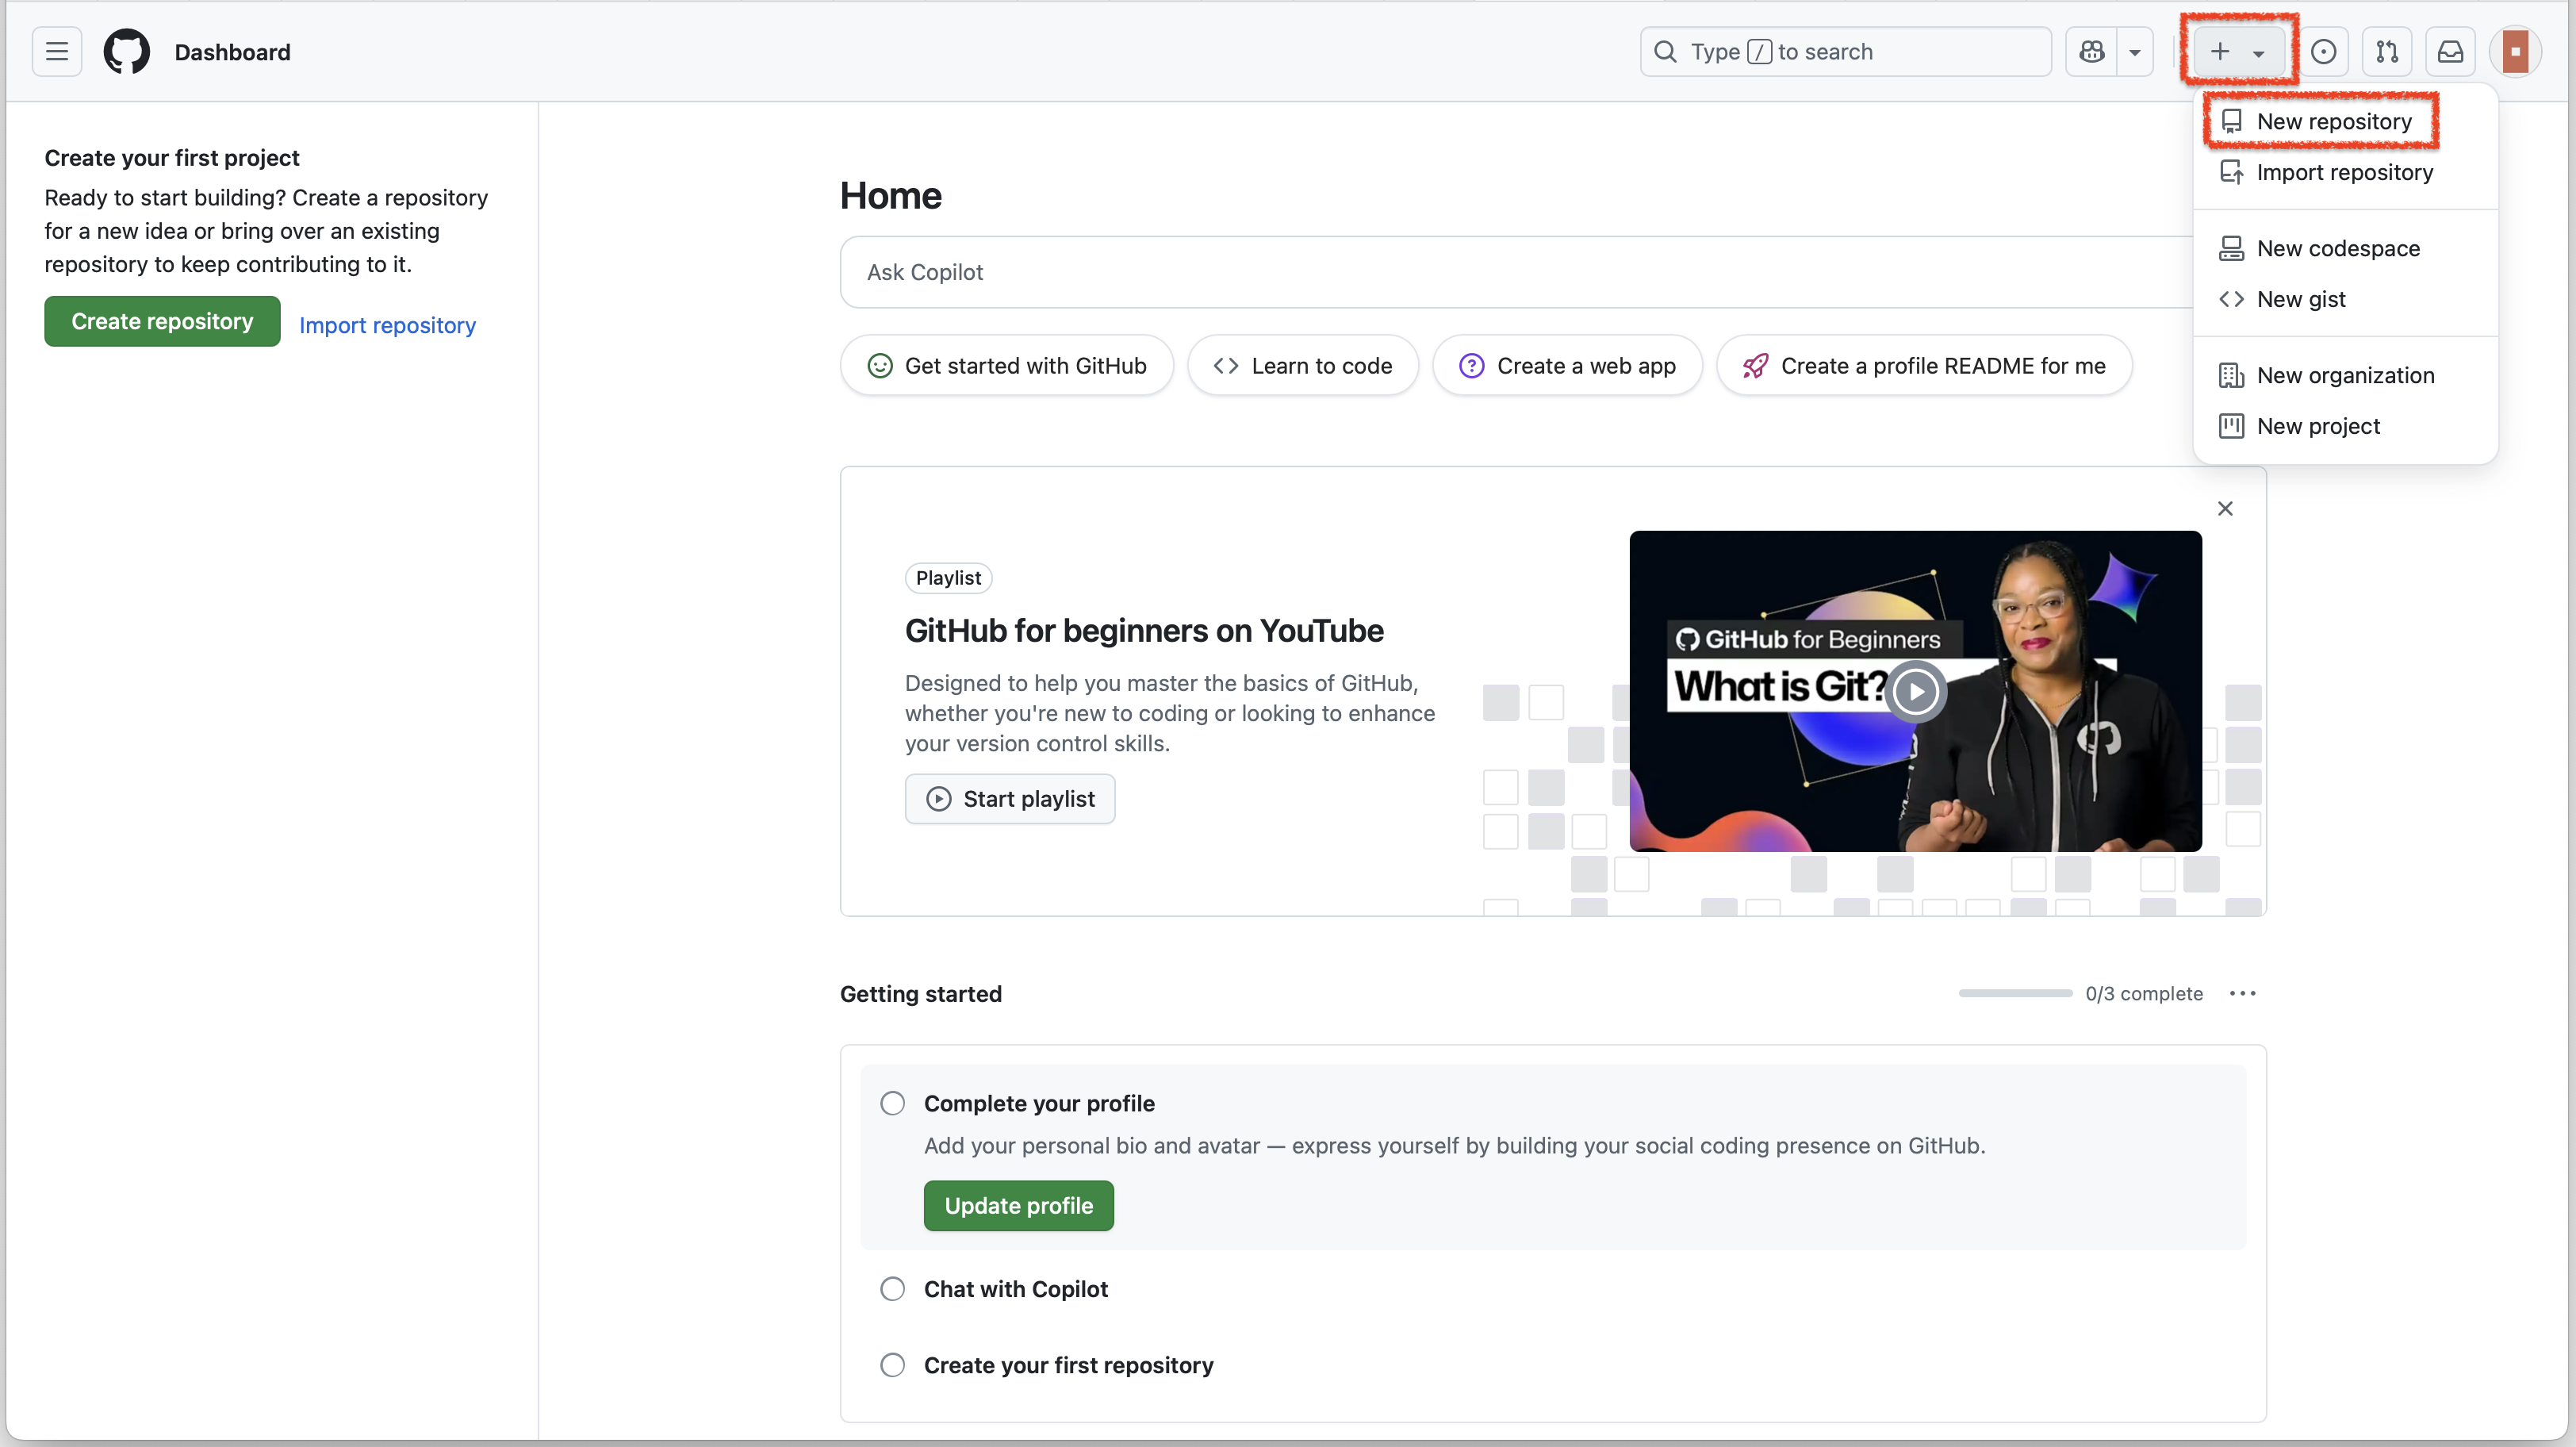 Dashboard
Type / to search
New repository
Import repository
New codespace
New gist
New organization
New project
Create your first project
Ready to start building? Create a repository
for a new idea or bring over an existing
repository to keep contributing to it.
Create repository
Import repository
Home
Ask Copilot
Get started with GitHub
Learn to code
Create a web app
Create a profile README for me
Playlist
GitHub for beginners on YouTube
Designed to help you master the basics of GitHub,
whether you're new to coding or looking to enhance
your version control skills.
Start playlist
GitHub for Beginners
What is Git?
Getting started
0/3 complete
Complete your profile
Add your personal bio and avatar — express yourself by building your social coding presence on GitHub.
Update profile
Chat with Copilot
Create your first repository